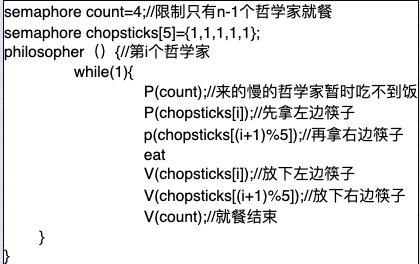 semaphore count=4;//限制只有n-1个哲学家就餐
semaphore chopsticks[5]={1,1,1,1,1};
philosopher（）{//第i个哲学家
while(1){
P(count);//来的慢的哲学家暂时吃不到饭
P(chopsticks[i]);//先拿左边筷子
p(chopsticks[(i+1)%5]);//再拿右边筷子
eat
V(chopsticks[i]);//放下左边筷子
V(chopsticks[(i+1)%5]);//放下右边筷子
V(count);//就餐结束
}
}